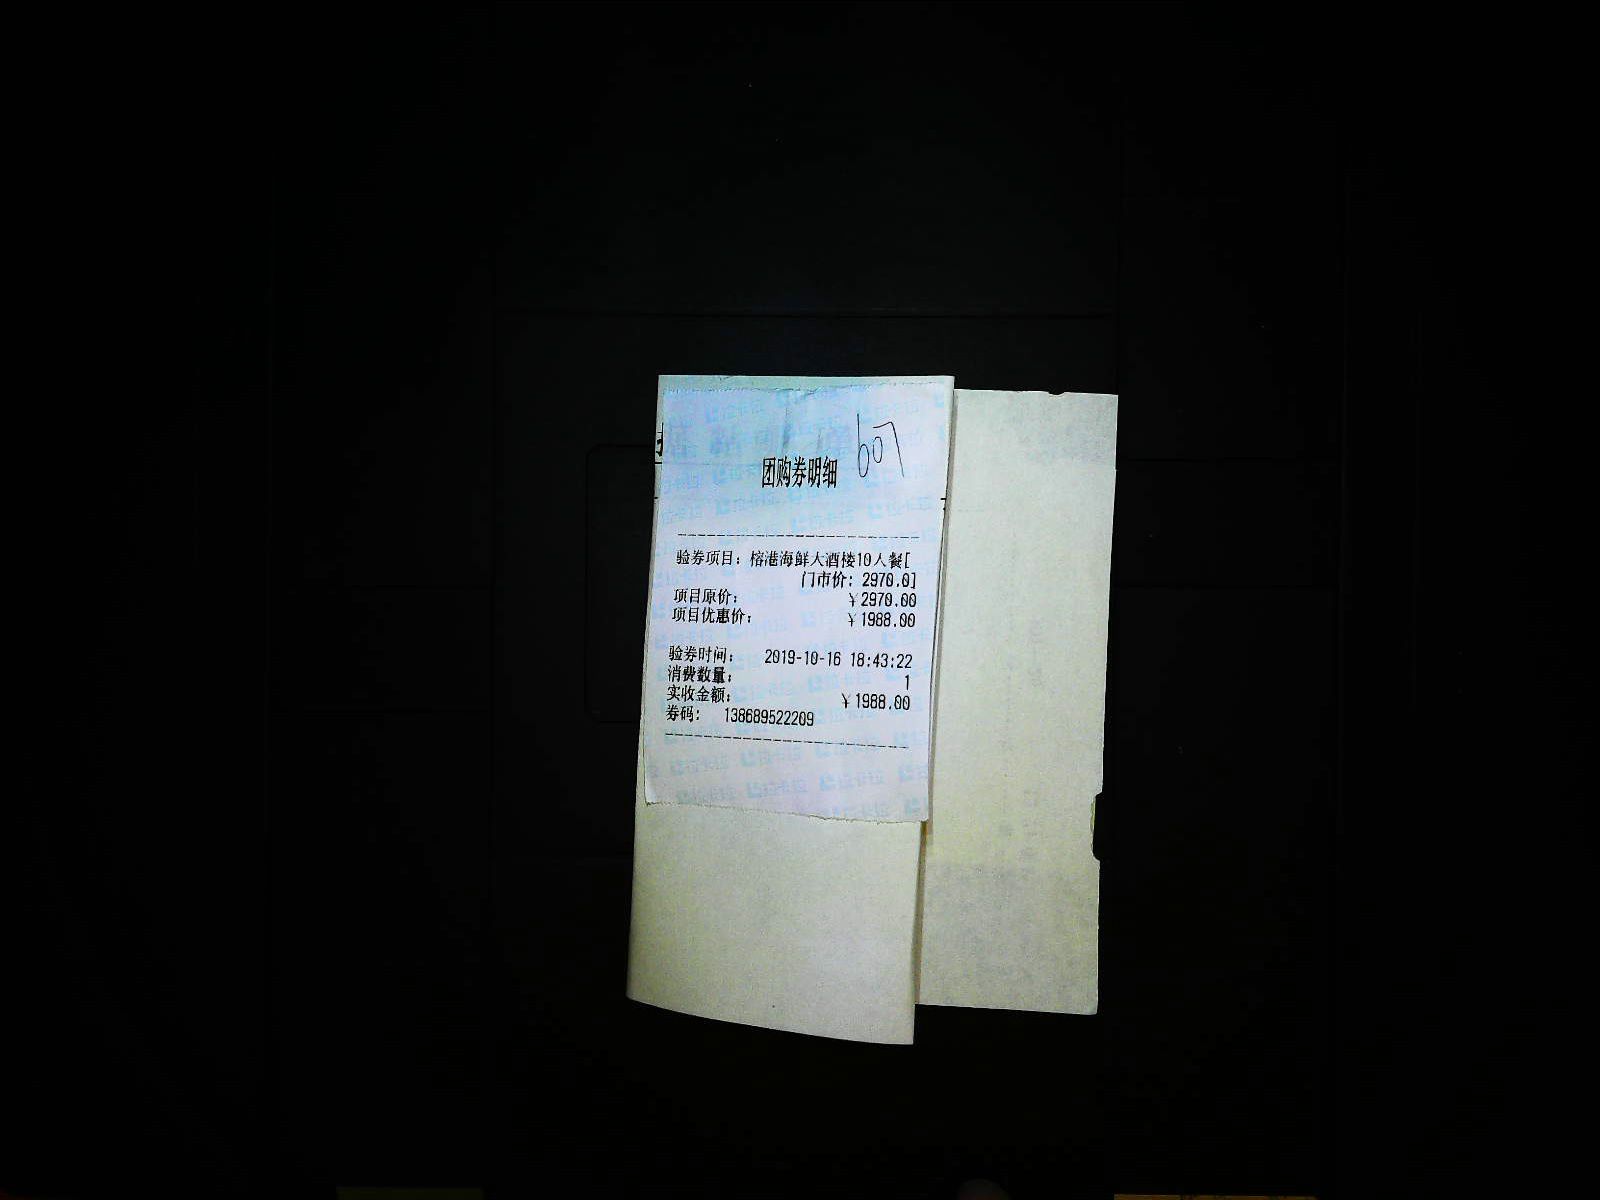 607
团购券明细
验券项目: 榕港海鲜大酒楼10人餐[
门市价: 2970.0]
项目原价: ￥2970.00
项目优惠价: ￥1988.00
验券时间: 2019-10-16 18:43:22
消费数量: 1
实收金额: ￥1988.00
券码: 138689522209